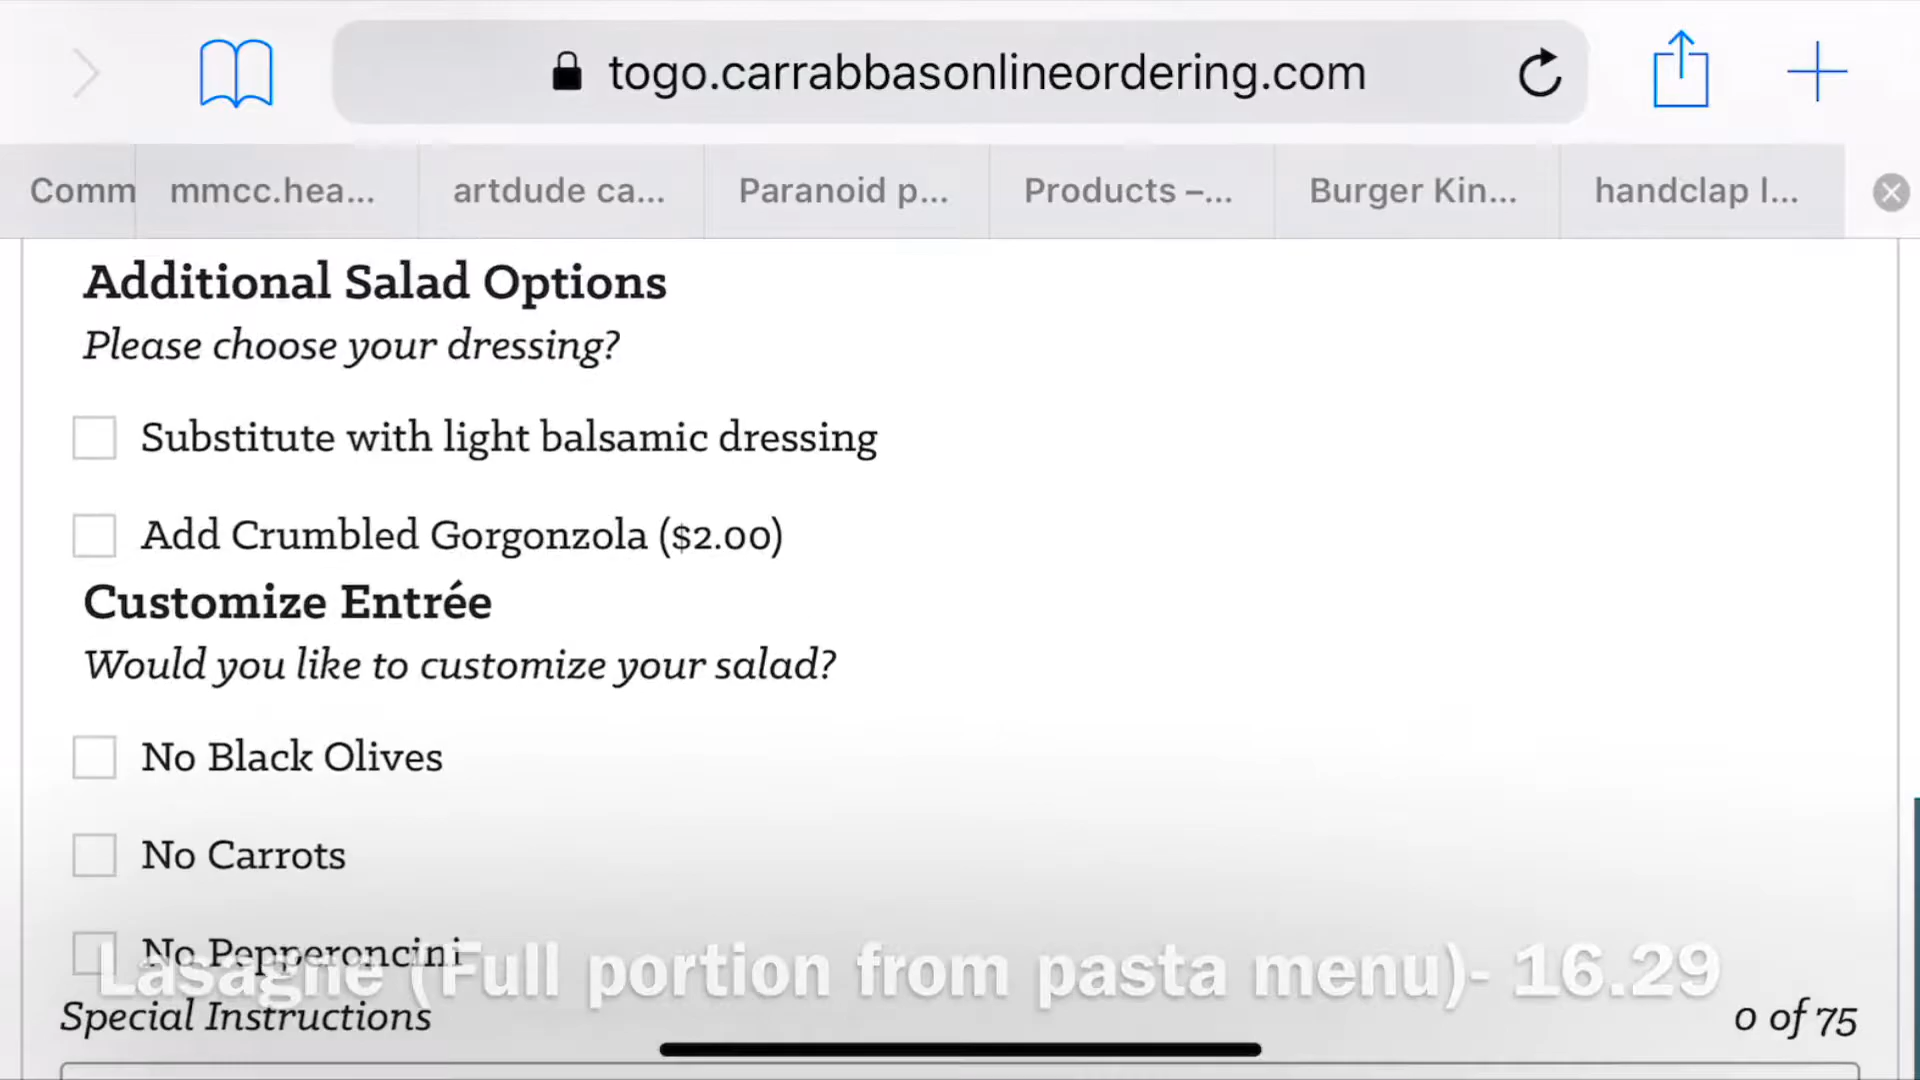 togo.carrabbasonlineordering.com
Comm
mmcc.hea...
artdude ca...
Paranoid p...
Products –...
Burger Kin...
handclap l...
Additional Salad Options
Please choose your dressing?
Substitute with light balsamic dressing
Add Crumbled Gorgonzola ($2.00)
Customize Entrée
Would you like to customize your salad?
No Black Olives
No Carrots
No Pepperoncini
Lasagne (Full portion from pasta menu)- 16.29
Special Instructions
0 of 75